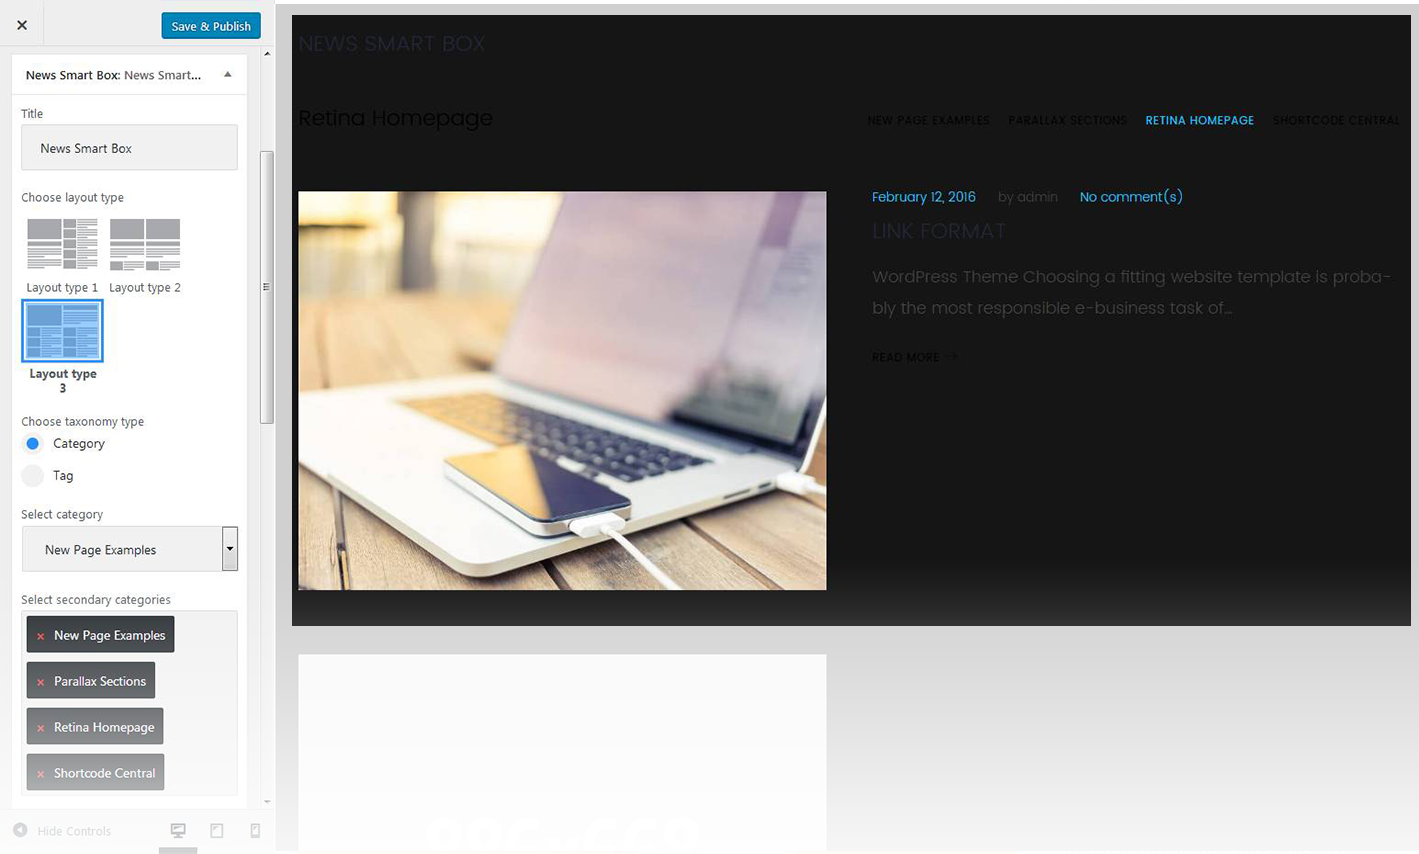 Save & Publish
News Smart Box: News Smart...
Title
News Smart Box
Choose layout type
Layout type 1
Layout type 2
Layout type
3
Choose taxonomy type
Category
Tag
Select category
New Page Examples
Select secondary categories
× New Page Examples
× Parallax Sections
× Retina Homepage
× Shortcode Central
Hide Controls
NEWS SMART BOX
Retina Homepage
NEW PAGE EXAMPLES PARALLAX SECTIONS RETINA HOMEPAGE SHORTCODE CENTRAL
February 12, 2016 by admin No comment(s)
LINK FORMAT
WordPress Theme Choosing a fitting website template is proba-
bly the most responsible e-business task of...
READ MORE →